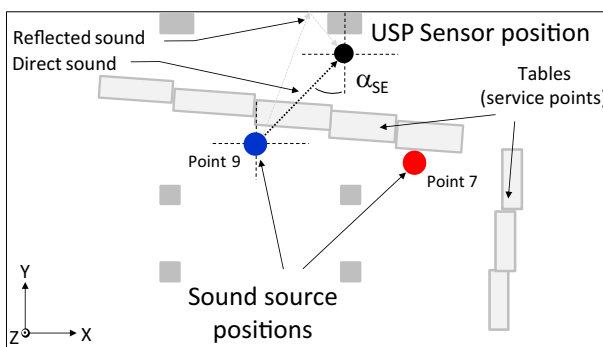 Reflected sound
Direct sound
USP Sensor position
αSE
Tables
(service points)
Point 9
Point 7
Sound source
positions
Y
Z
X